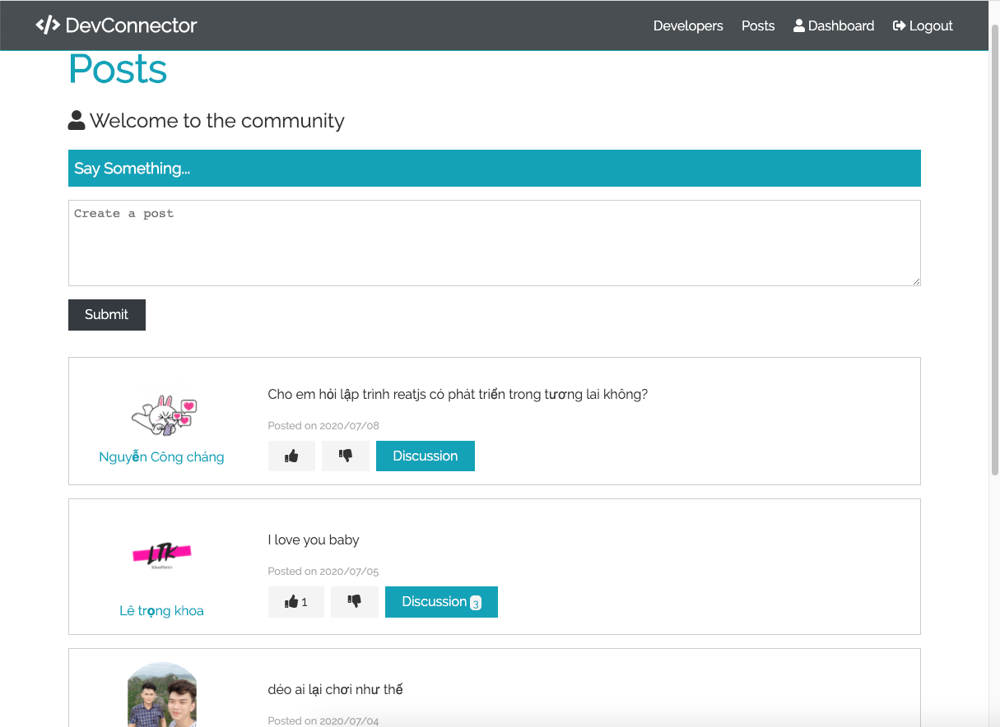 DevConnector
Developers Posts Dashboard Logout
Posts
Welcome to the community
Say Something...
Create a post
Submit
Cho em hỏi lập trình reatjs có phát triển trong tương lai không?
Posted on 2020/07/08
Nguyễn Công cháng
Discussion
I love you baby
Posted on 2020/07/05
LTK
Lê trọng khoa
1
Discussion 3
déo ai lại chơi như thế
Posted on 2020/07/04